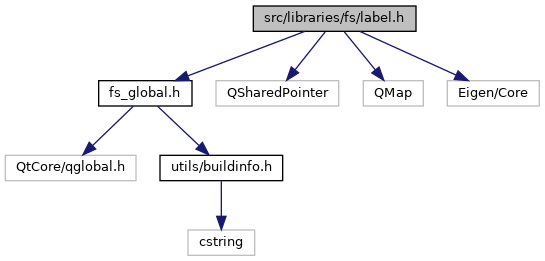 src/libraries/fs/label.h
fs_global.h
QSharedPointer
QMap
Eigen/Core
QtCore/qglobal.h
utils/buildinfo.h
cstring